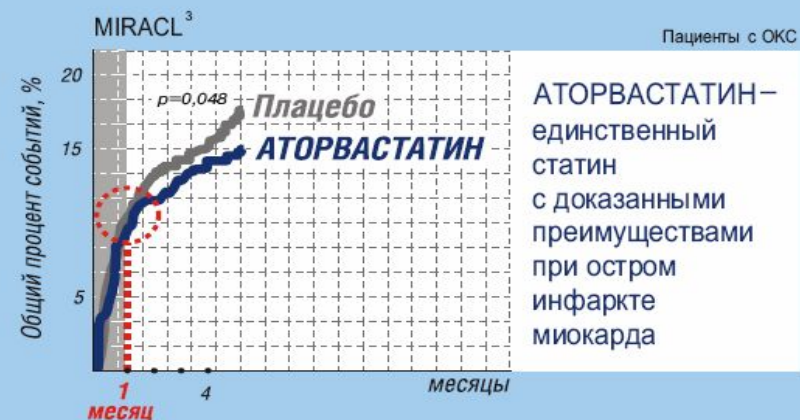 MIRACL³
Пациенты с ОКС
Общий процент событий, %
20
15
5
p=0,048
Плацебо
АТОРВАСТАТИН
1
месяц
4
месяцы
АТОРВАСТАТИН–
единственный
статин
с доказанными
преимуществами
при остром
инфаркте
миокарда